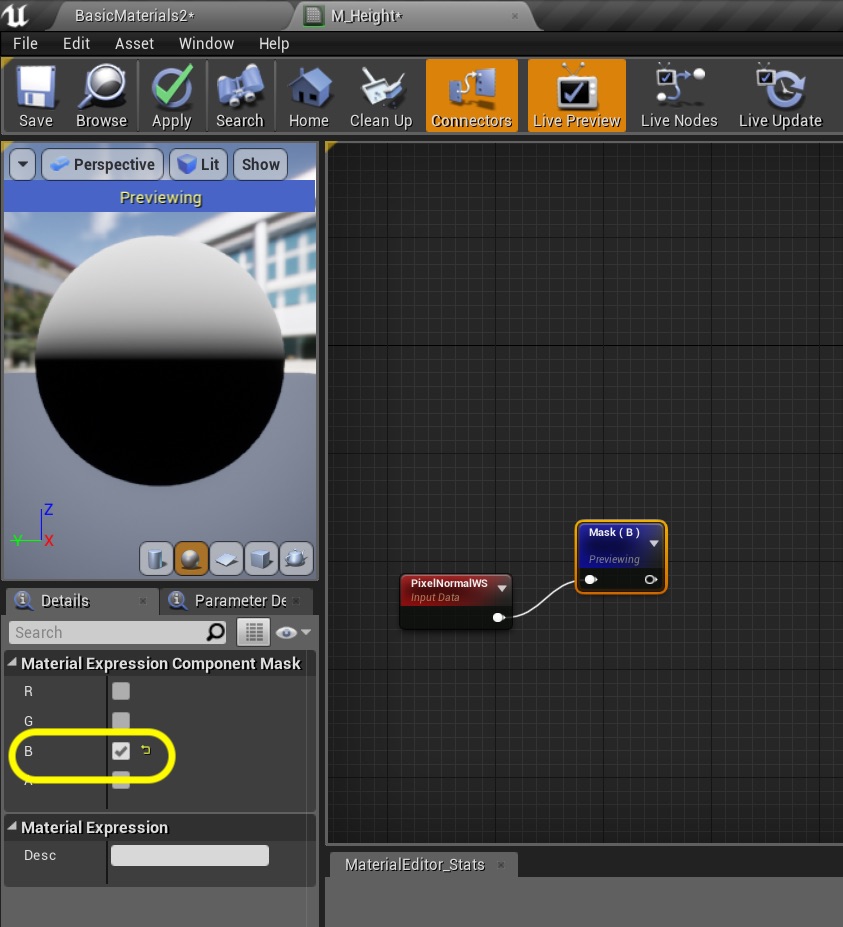 BasicMaterials2*
M_Height*
File Edit Asset Window Help
Save Browse Apply Search Home Clean Up Connectors Live Preview Live Nodes Live Update
Perspective Lit Show
Previewing
Z
Y X
Mask ( B )
Previewing
PixelNormalWS
Input Data
Details Parameter De
Search
Material Expression Component Mask
R
G
B
A
Material Expression
Desc
MaterialEditor_Stats